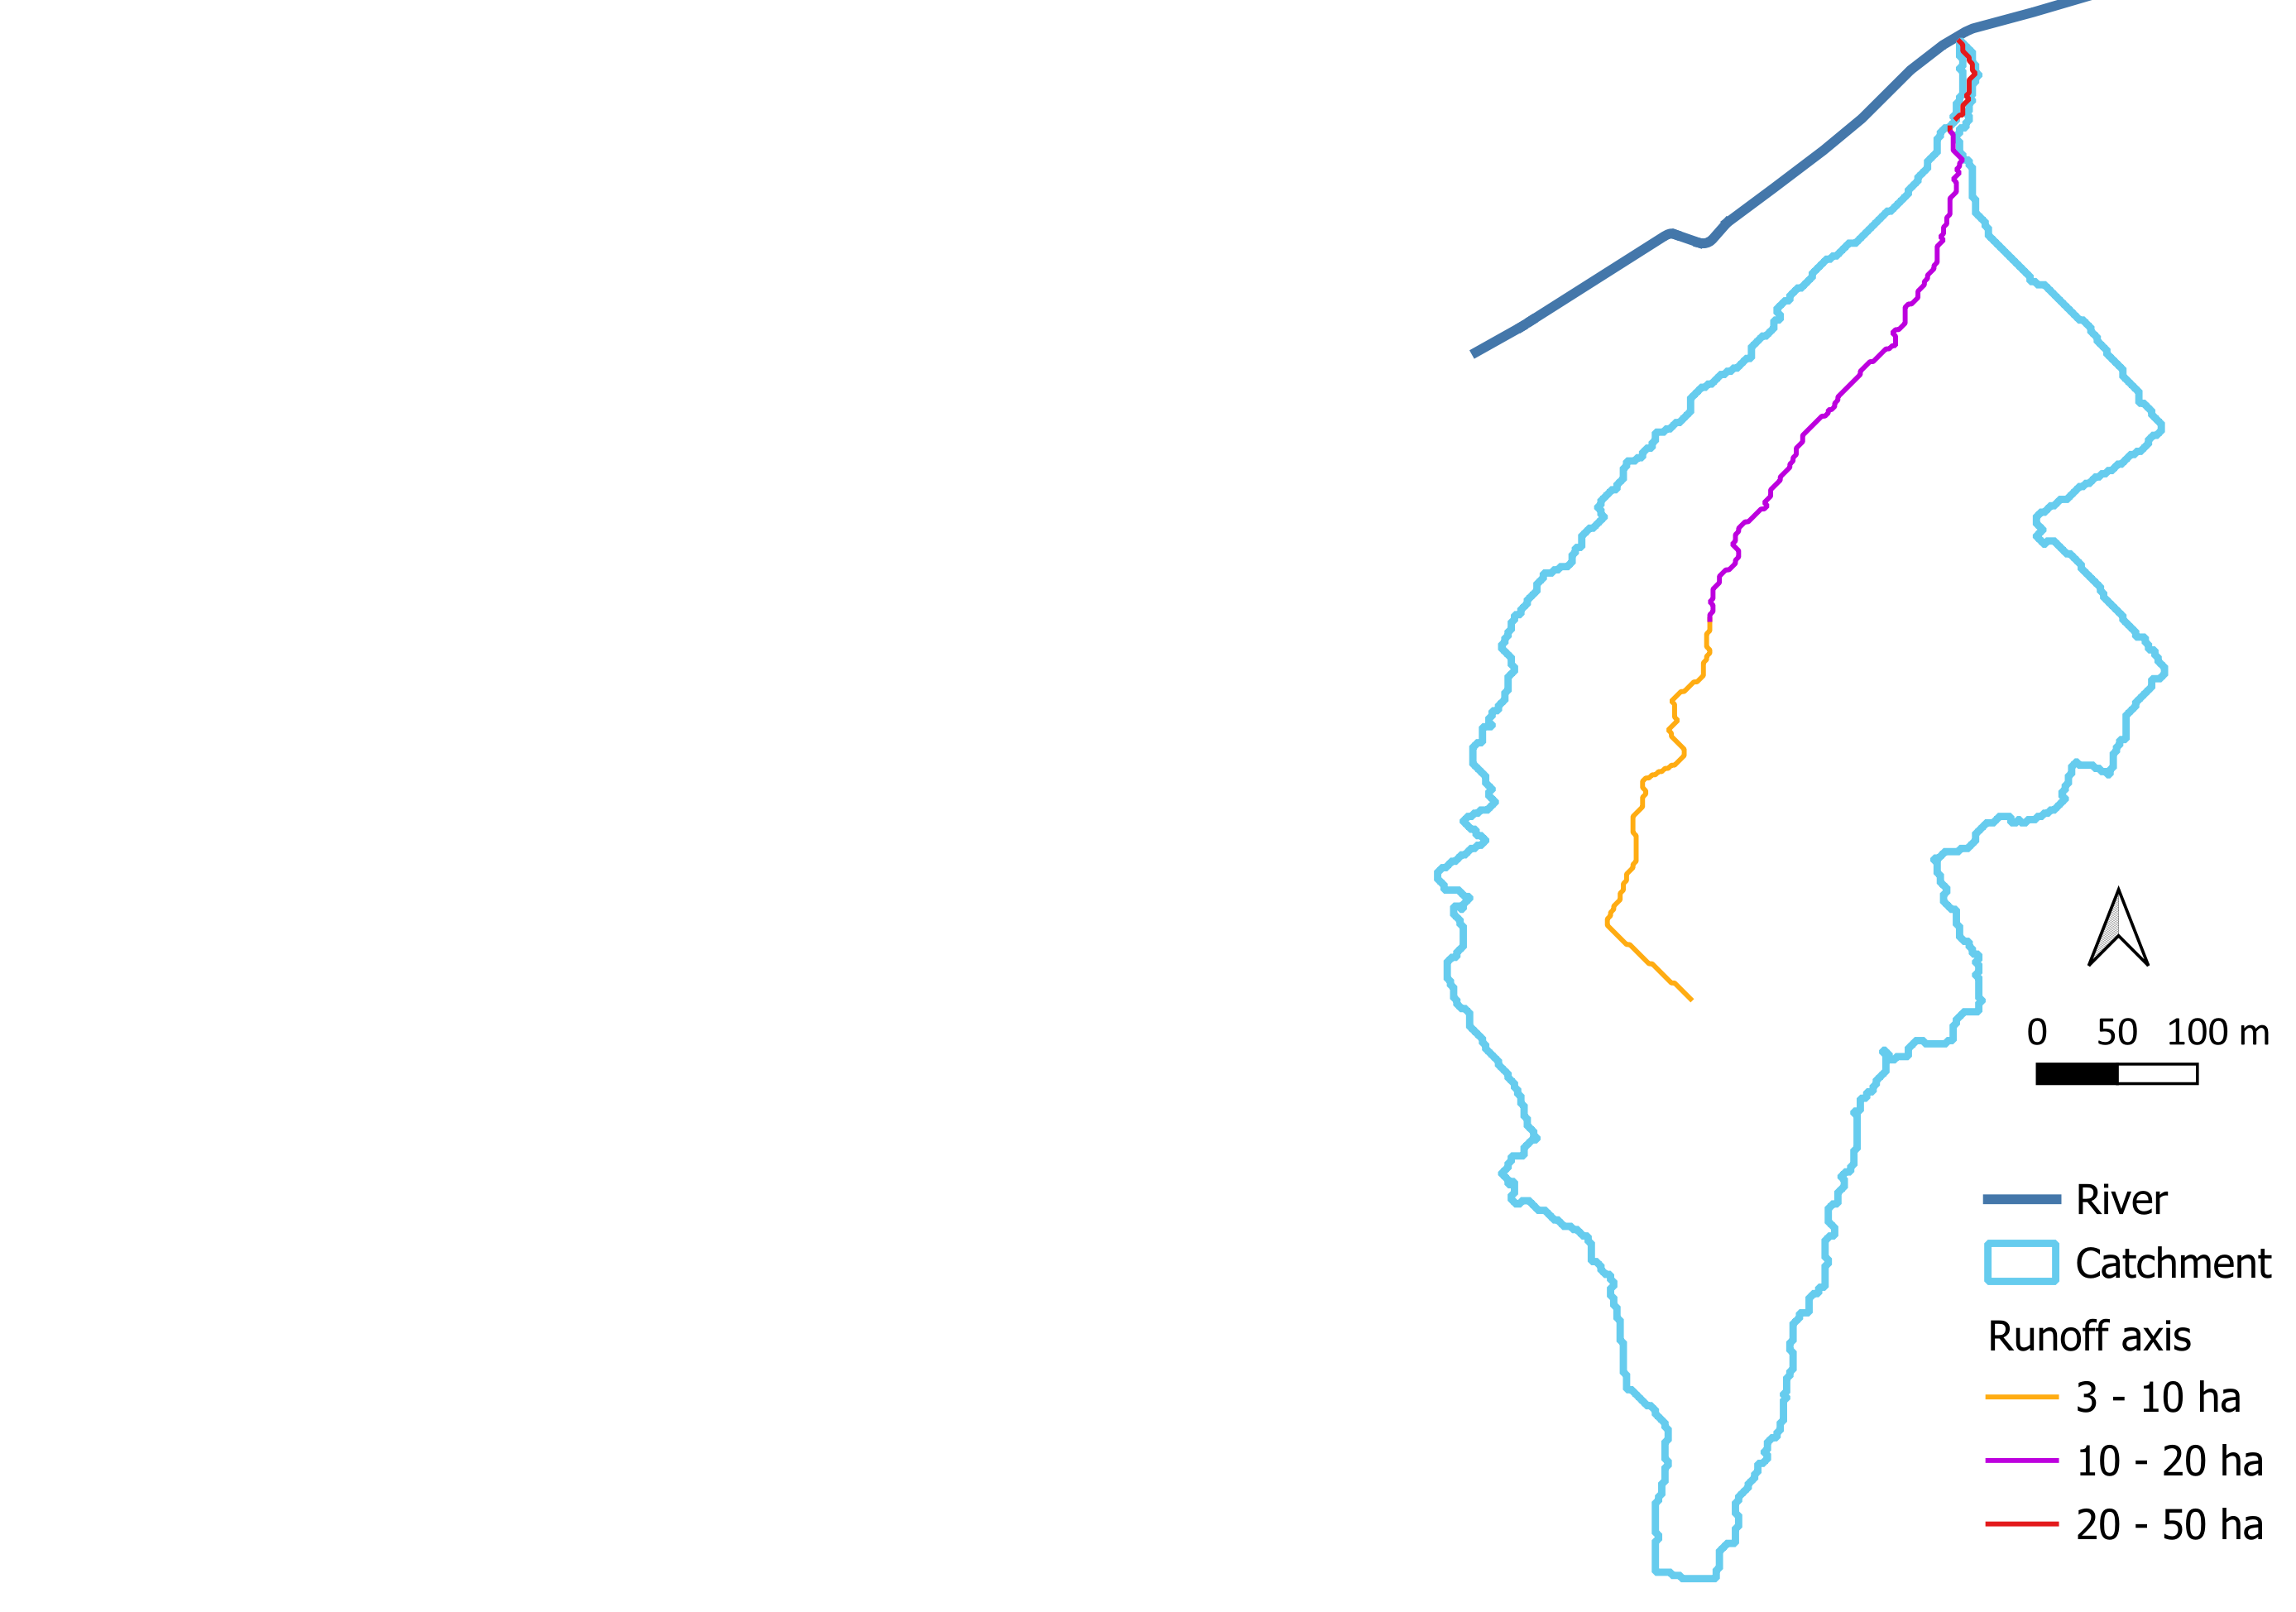 0 50 100 m
River
Catchment
Runoff axis
3 - 10 ha
10 - 20 ha
20 - 50 ha